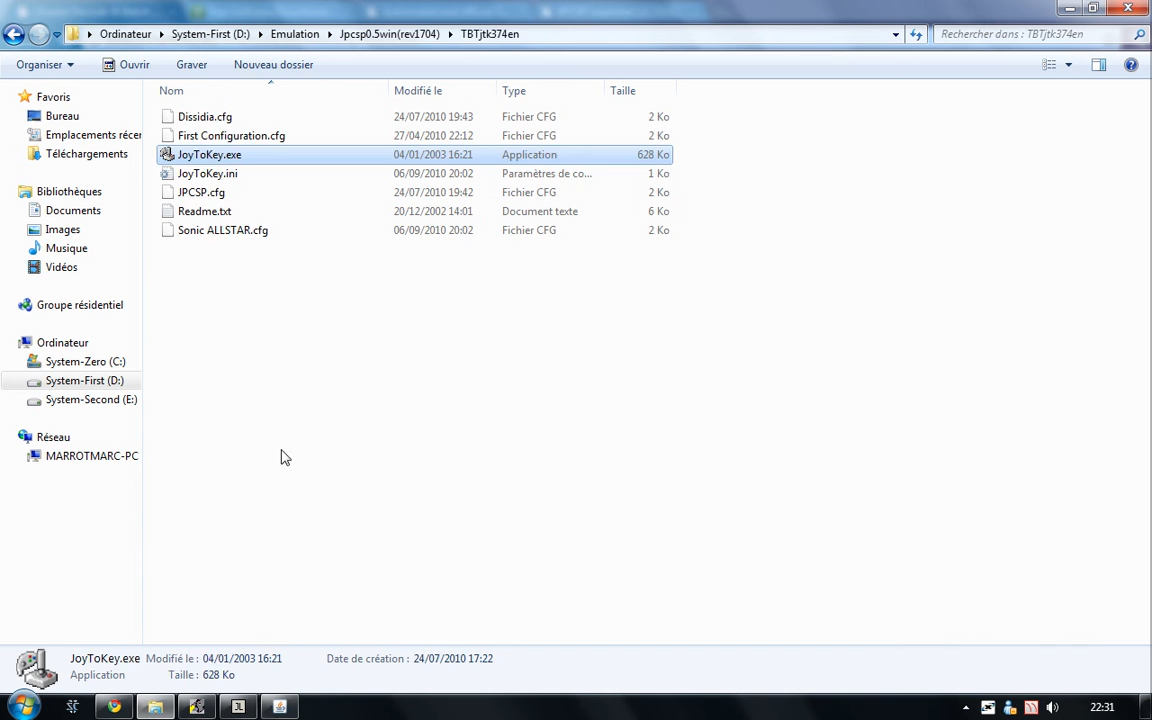 Ordinateur System-First (D:) Emulation Jpcsp0.5win(rev1704) TBTjtk374en
Rechercher dans : TBTjtk374en
Organiser Ouvrir Graver Nouveau dossier
Nom Modifié le Type Taille
Favoris
Bureau
Emplacements récer
Téléchargements
Bibliothèques
Documents
Images
Musique
Vidéos
Groupe résidentiel
Ordinateur
System-Zero (C:)
System-First (D:)
System-Second (E:)
Réseau
MARROTMARC-PC
Dissidia.cfg 24/07/2010 19:43 Fichier CFG 2 Ko
First Configuration.cfg 27/04/2010 22:12 Fichier CFG 2 Ko
JoyToKey.exe 04/01/2003 16:21 Application 628 Ko
JoyToKey.ini 06/09/2010 20:02 Paramètres de co... 1 Ko
JPCSP.cfg 24/07/2010 19:42 Fichier CFG 2 Ko
Readme.txt 20/12/2002 14:01 Document texte 6 Ko
Sonic ALLSTAR.cfg 06/09/2010 20:02 Fichier CFG 2 Ko
JoyToKey.exe Modifié le : 04/01/2003 16:21 Date de création : 24/07/2010 17:22
Application Taille : 628 Ko
JL
22:31